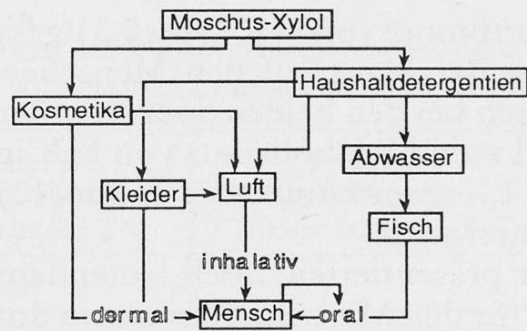 Moschus-Xylol
Haushaltdetergentien
Kosmetika
Abwasser
Kleider
Luft
Fisch
inhalativ
dermal
Mensch
oral